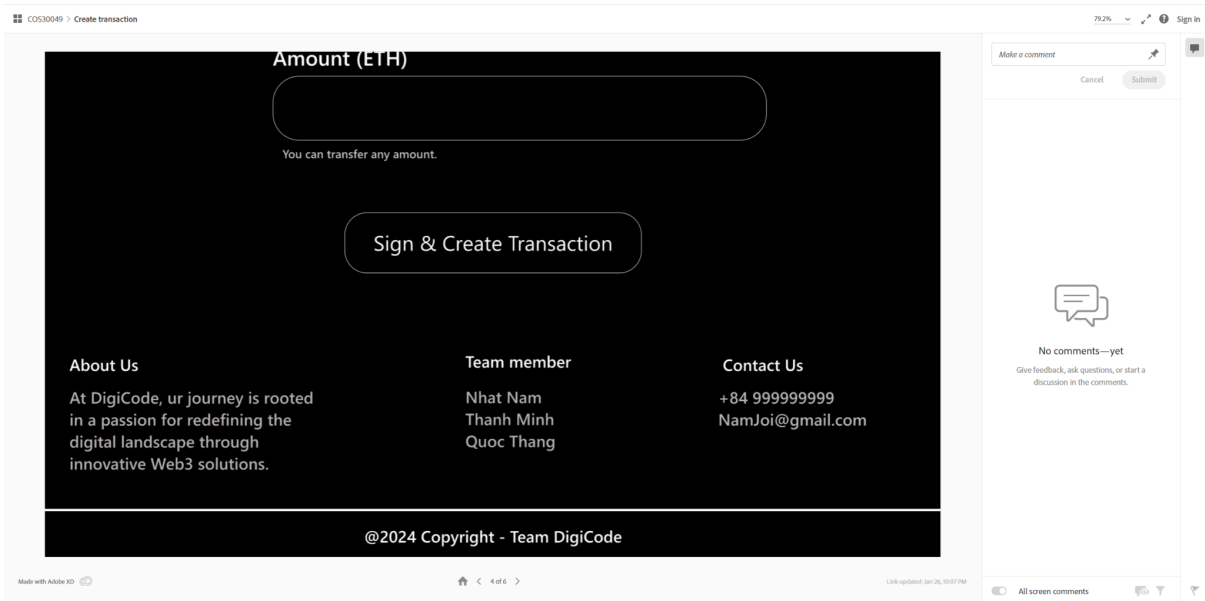 COS30049 > Create transaction
79.2%
Sign in
Make a comment
Cancel
Submit
Amount (ETH)
You can transfer any amount.
Sign & Create Transaction
About Us
At DigiCode, ur journey is rooted
in a passion for redefining the
digital landscape through
innovative Web3 solutions.
Team member
Nhat Nam
Thanh Minh
Quoc Thang
Contact Us
+84 999999999
NamJoi@gmail.com
@2024 Copyright - Team DigiCode
No comments—yet
Give feedback, ask questions, or start a
discussion in the comments.
Made with Adobe XD
4 of 6
Link updated: Jan 26, 10:07 PM
All screen comments